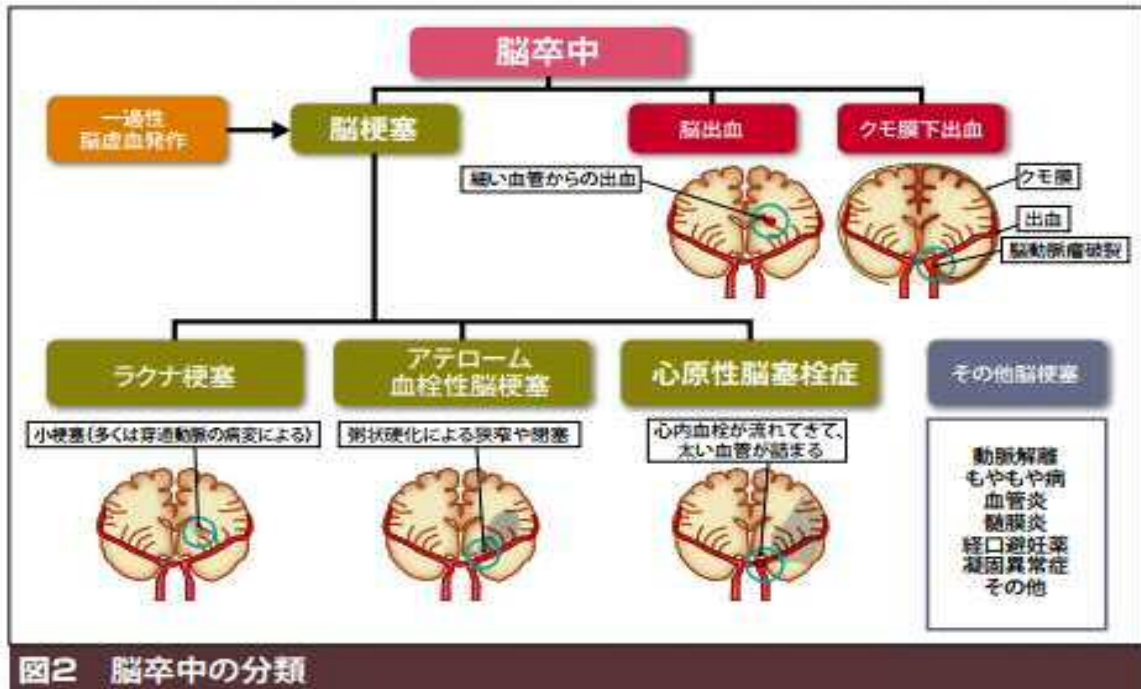 脳卒中
一過性
脳虚血発作
脳梗塞
脳出血
クモ膜下出血
細い血管からの出血
クモ膜
出血
脳動脈瘤破裂
ラクナ梗塞
アテローム
血栓性脳梗塞
心原性脳塞栓症
その他脳梗塞
小梗塞(多くは穿通動脈の病変による)
粥状硬化による狭窄や閉塞
心内血栓が流れてきて、
太い血管が詰まる
動脈解離
もやもや病
血管炎
髄膜炎
経口避妊薬
凝固異常症
その他
図2 脳卒中の分類